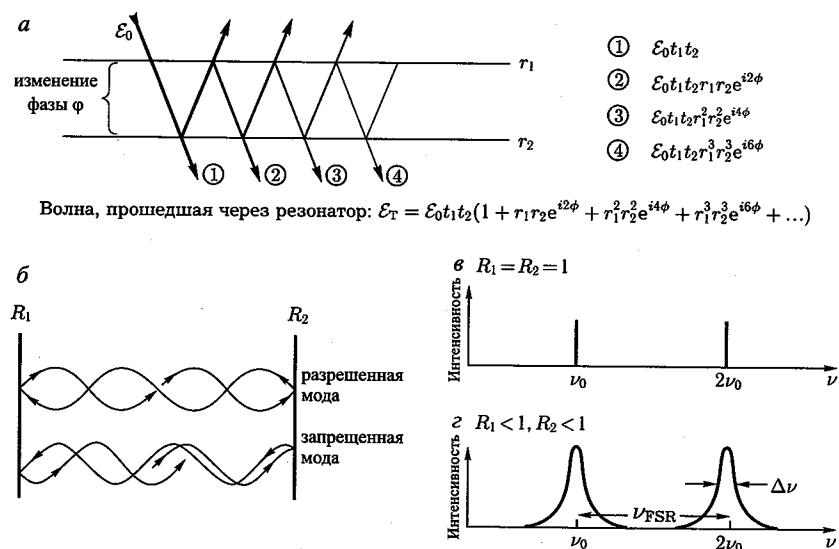 а
ℰ₀
r₁
изменение
фазы φ
r₂
① ② ③ ④
① ℰ₀t₁t₂
② ℰ₀t₁t₂r₁r₂e^{i2ϕ}
③ ℰ₀t₁t₂r₁²r₂²e^{i4ϕ}
④ ℰ₀t₁t₂r₁³r₂³e^{i6ϕ}
Волна, прошедшая через резонатор: ℰ_T = ℰ₀t₁t₂(1 + r₁r₂e^{i2ϕ} + r₁²r₂²e^{i4ϕ} + r₁³r₂³e^{i6ϕ} + ...)
б
R₁
R₂
разрешенная
мода
запрещенная
мода
в R₁ = R₂ = 1
Интенсивность
ν₀
2ν₀
ν
г R₁ < 1, R₂ < 1
Интенсивность
Δν
ν_FSR
ν₀
2ν₀
ν